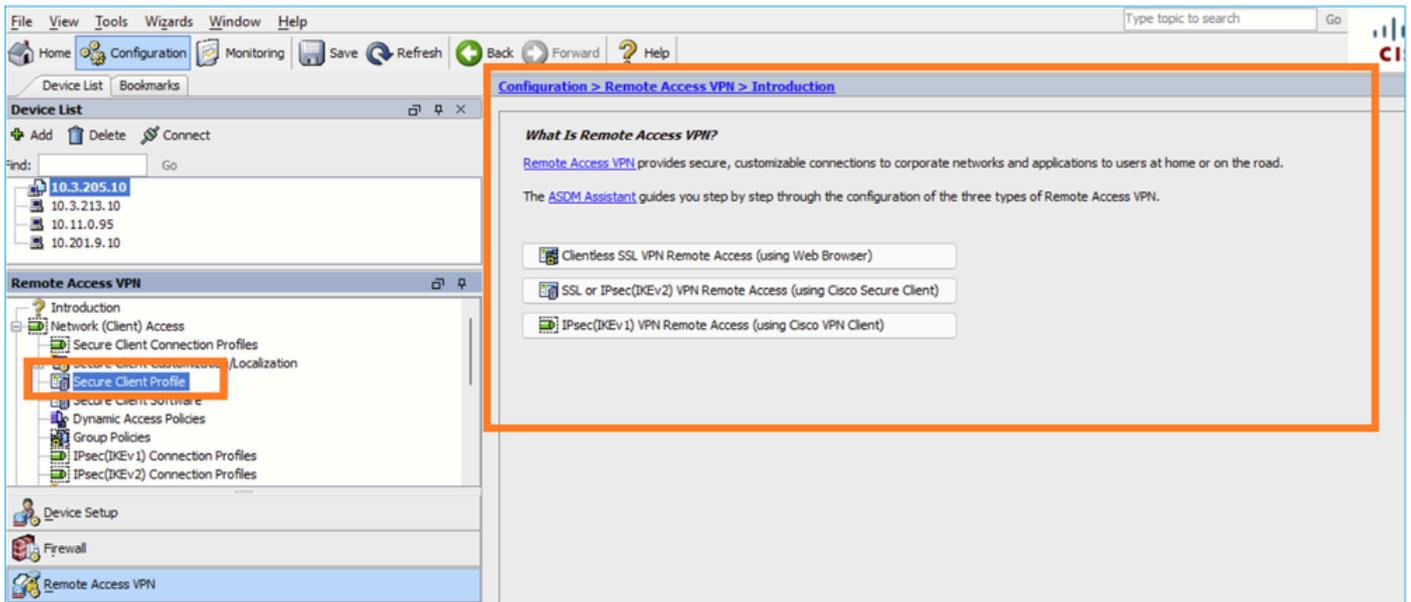 File View Tools Wizards Window Help
Type topic to search Go
Home Configuration Monitoring Save Refresh Back Forward Help
Device List Bookmarks
Device List
Add Delete Connect
Find: Go
10.3.205.10
10.3.213.10
10.11.0.95
10.201.9.10
Remote Access VPN
Introduction
Network (Client) Access
Secure Client Connection Profiles
Secure Client Customization/Localization
Secure Client Profile
Secure Client Software
Dynamic Access Policies
Group Policies
IPsec(IKEv1) Connection Profiles
IPsec(IKEv2) Connection Profiles
Device Setup
Firewall
Remote Access VPN
Configuration > Remote Access VPN > Introduction
What Is Remote Access VPN?
Remote Access VPN provides secure, customizable connections to corporate networks and applications to users at home or on the road.
The ASDM Assistant guides you step by step through the configuration of the three types of Remote Access VPN.
Clientless SSL VPN Remote Access (using Web Browser)
SSL or IPsec(IKEv2) VPN Remote Access (using Cisco Secure Client)
IPsec(IKEv1) VPN Remote Access (using Cisco VPN Client)